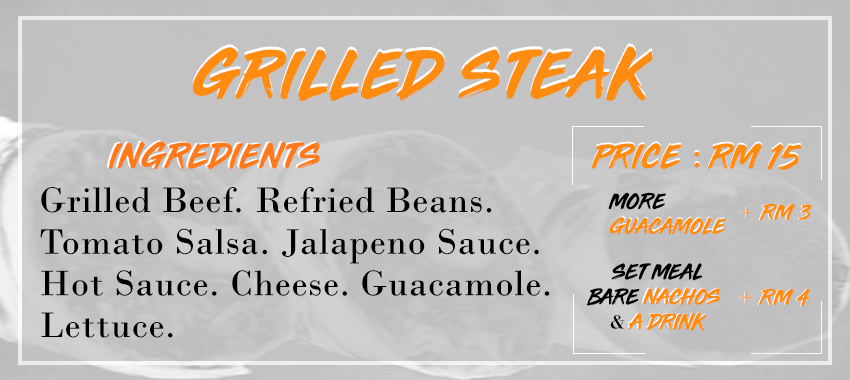 GRILLED STEAK
INGREDIENTS
Grilled Beef. Refried Beans.
Tomato Salsa. Jalapeno Sauce.
Hot Sauce. Cheese. Guacamole.
Lettuce.
PRICE : RM 15
MORE
GUACAMOLE + RM 3
SET MEAL
BARE NACHOS + RM 4
& A DRINK